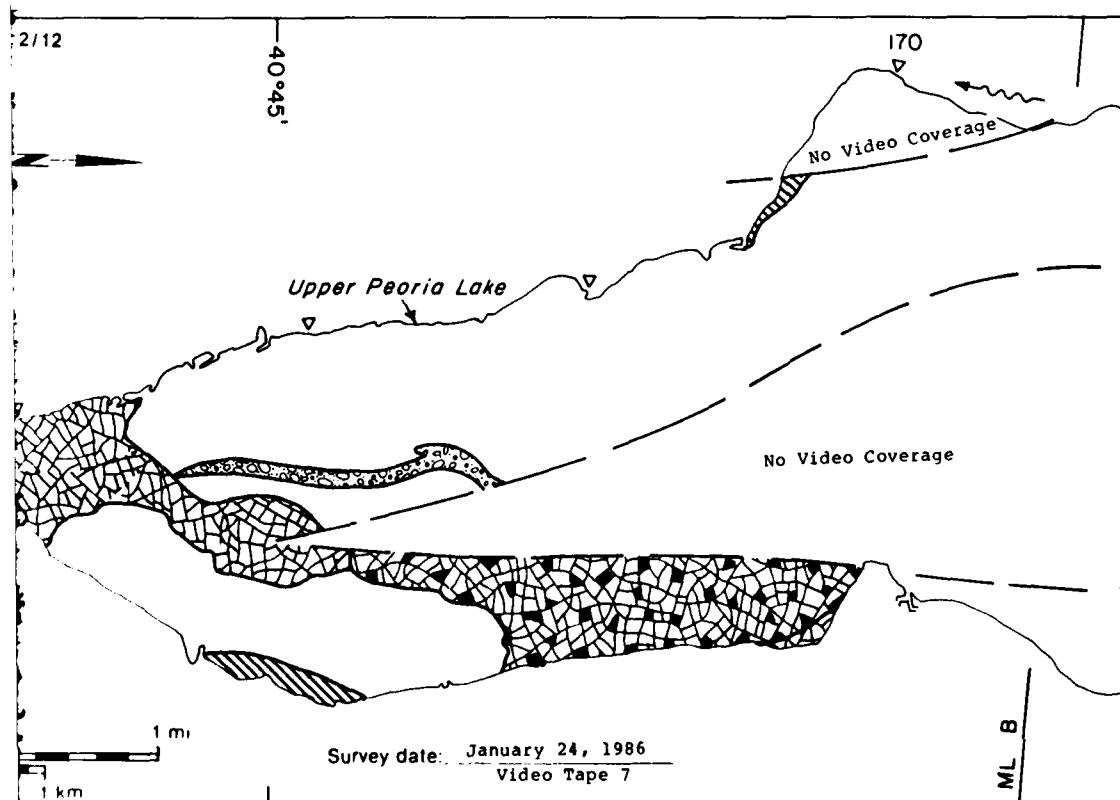 2/12
40°45'
170
No Video Coverage
Upper Peoria Lake
No Video Coverage
1 mi
1 km
Survey date: January 24, 1986
Video Tape 7
ML B